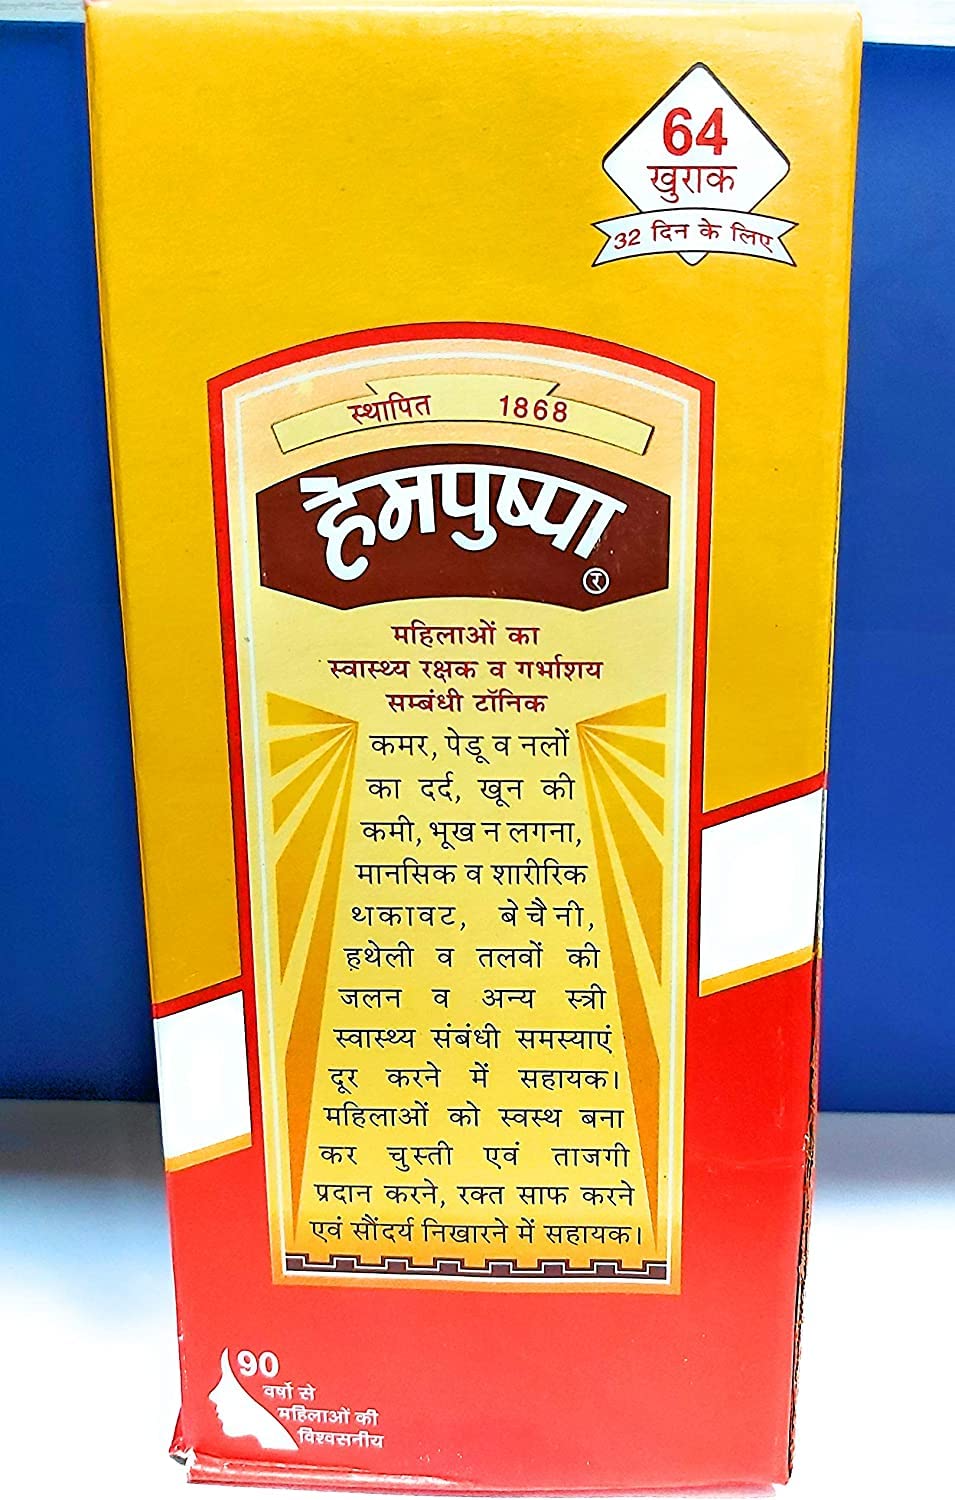 64
खुराक
32 दिन के लिए
स्थापित 1868
हेमपुष्पा
र
महिलाओं का
स्वास्थ्य रक्षक व गर्भाशय
सम्बंधी टॉनिक
कमर, पेडू व नलों
का दर्द, खून की
कमी, भूख न लगना,
मानसिक व शारीरिक
थकावट, बेचैनी,
हथेली व तलवों की
जलन व अन्य स्त्री
स्वास्थ्य संबंधी समस्याएं
दूर करने में सहायक।
महिलाओं को स्वस्थ बना
कर चुस्ती एवं ताजगी
प्रदान करने, रक्त साफ करने
एवं सौंदर्य निखारने में सहायक।
90
वर्षो से
महिलाओं की
विश्वसनीय